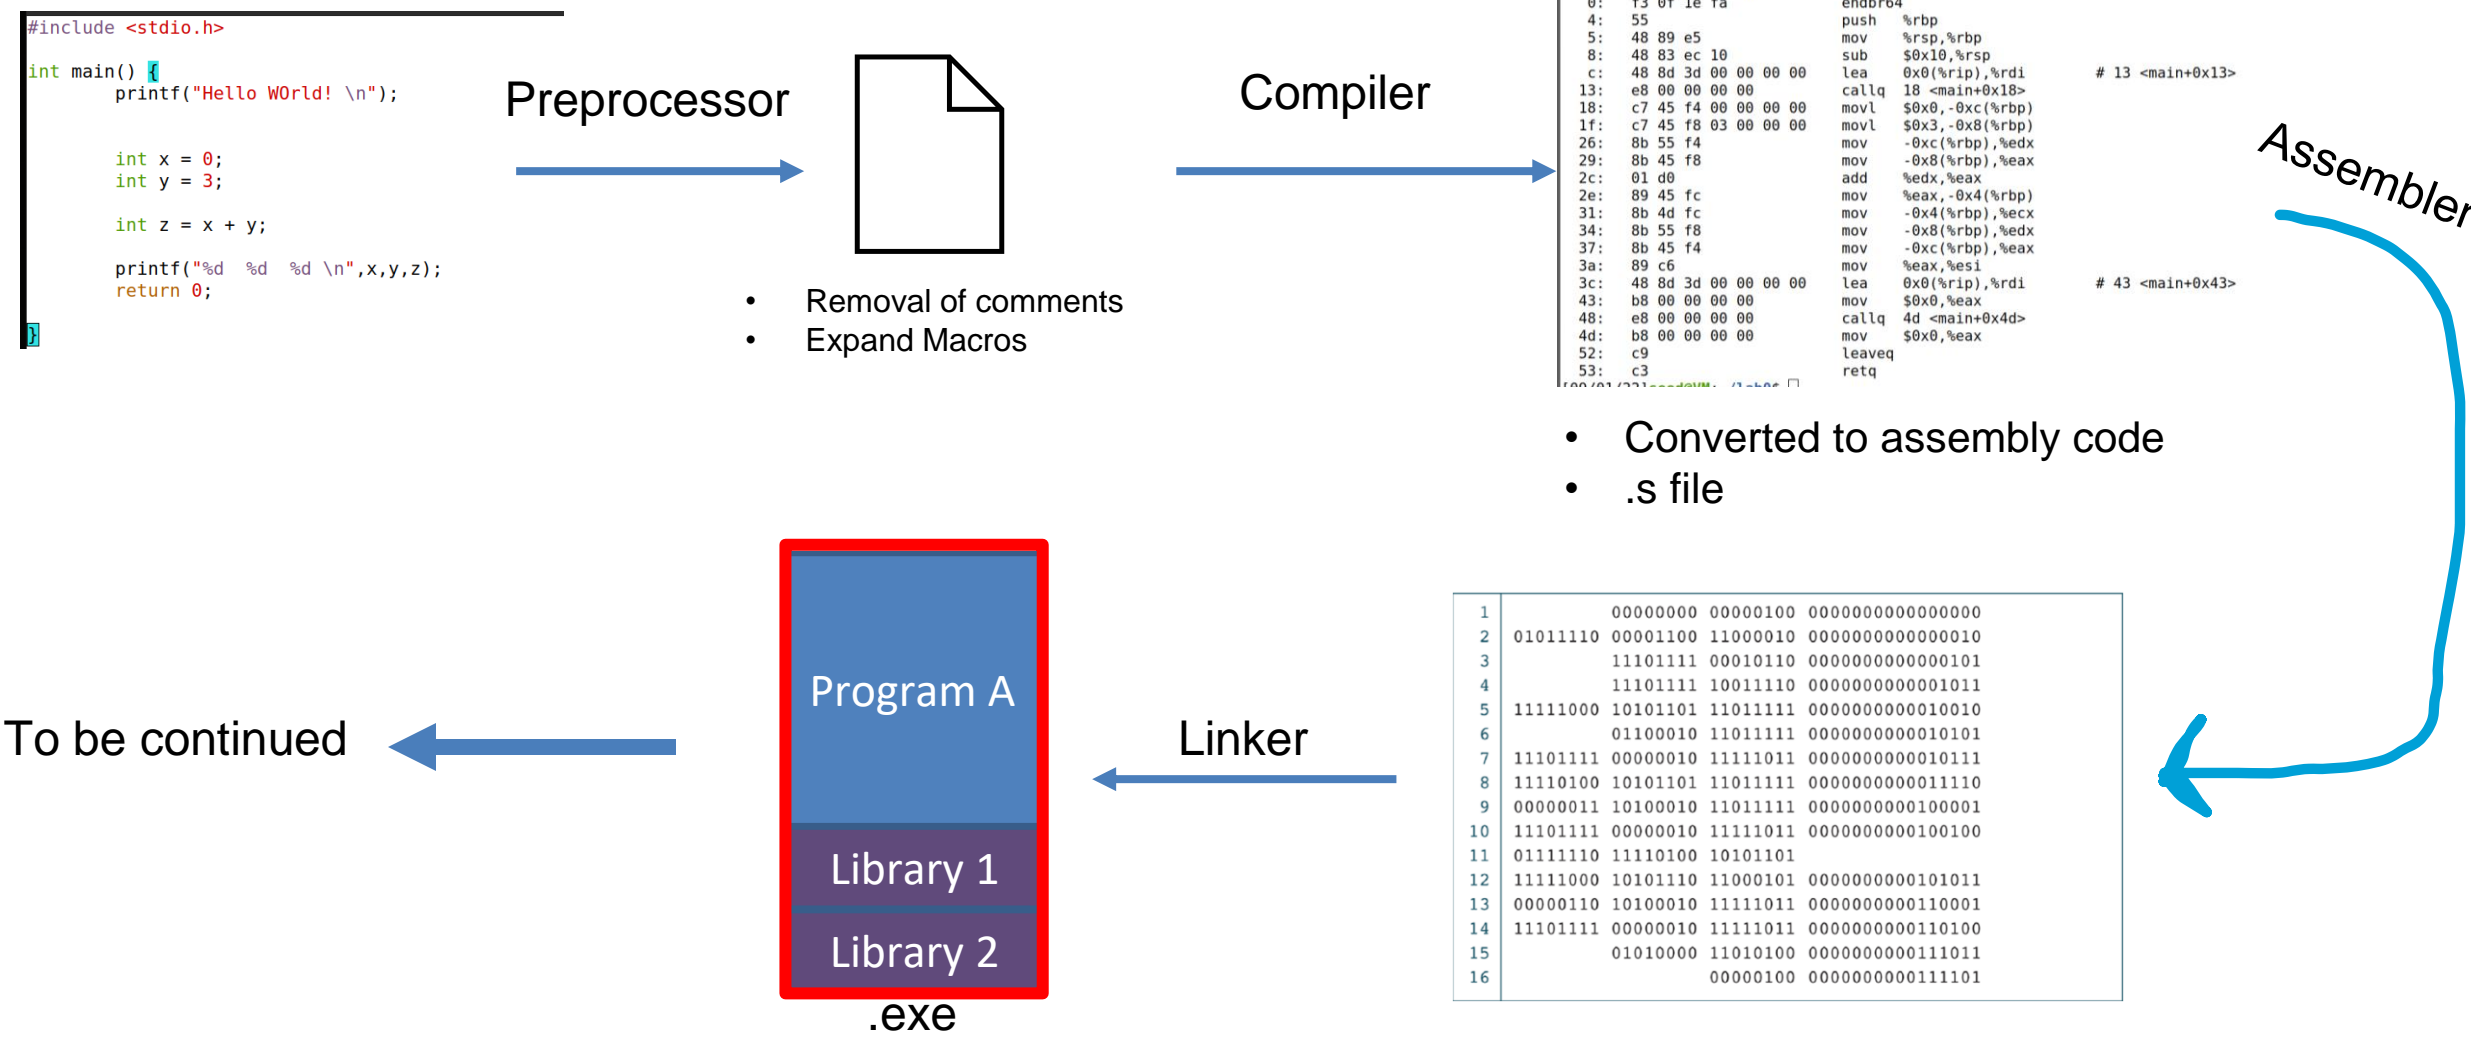 #include <stdio.h>
int main() {
printf("Hello WOrld! \n");
int x = 0;
int y = 3;
int z = x + y;
printf("%d  %d  %d \n",x,y,z);
return 0;
}
Preprocessor
• Removal of comments
• Expand Macros
Compiler
0: f3 0f 1e fa endbr64
4: 55 push %rbp
5: 48 89 e5 mov %rsp,%rbp
8: 48 83 ec 10 sub $0x10,%rsp
c: 48 8d 3d 00 00 00 00 lea 0x0(%rip),%rdi # 13 <main+0x13>
13: e8 00 00 00 00 callq 18 <main+0x18>
18: c7 45 f4 00 00 00 00 movl $0x0,-0xc(%rbp)
1f: c7 45 f8 03 00 00 00 movl $0x3,-0x8(%rbp)
26: 8b 55 f4 mov -0xc(%rbp),%edx
29: 8b 45 f8 mov -0x8(%rbp),%eax
2c: 01 d0 add %edx,%eax
2e: 89 45 fc mov %eax,-0x4(%rbp)
31: 8b 4d fc mov -0x4(%rbp),%ecx
34: 8b 55 f8 mov -0x8(%rbp),%edx
37: 8b 45 f4 mov -0xc(%rbp),%eax
3a: 89 c6 mov %eax,%esi
3c: 48 8d 3d 00 00 00 00 lea 0x0(%rip),%rdi # 43 <main+0x43>
43: b8 00 00 00 00 mov $0x0,%eax
48: e8 00 00 00 00 callq 4d <main+0x4d>
4d: b8 00 00 00 00 mov $0x0,%eax
52: c9 leaveq
53: c3 retq
• Converted to assembly code
• .s file
Assembler
1 00000000 00000100 0000000000000000
2 01011110 00001100 11000010 0000000000000010
3 11101111 00010110 0000000000000101
4 11101111 10011110 0000000000001011
5 11111000 10101101 11011111 0000000000010010
6 01100010 11011111 0000000000010101
7 11101111 00000010 11111011 0000000000010111
8 11110100 10101101 11011111 0000000000011110
9 00000011 10100010 11011111 0000000000100001
10 11101111 00000010 11111011 0000000000100100
11 01111110 11110100 10101101
12 11111000 10101110 11000101 0000000000101011
13 00000110 10100010 11111011 0000000000110001
14 11101111 00000010 11111011 0000000000110100
15 01010000 11010100 0000000000111011
16 00000100 0000000000111101
Linker
Program A
Library 1
Library 2
.exe
To be continued